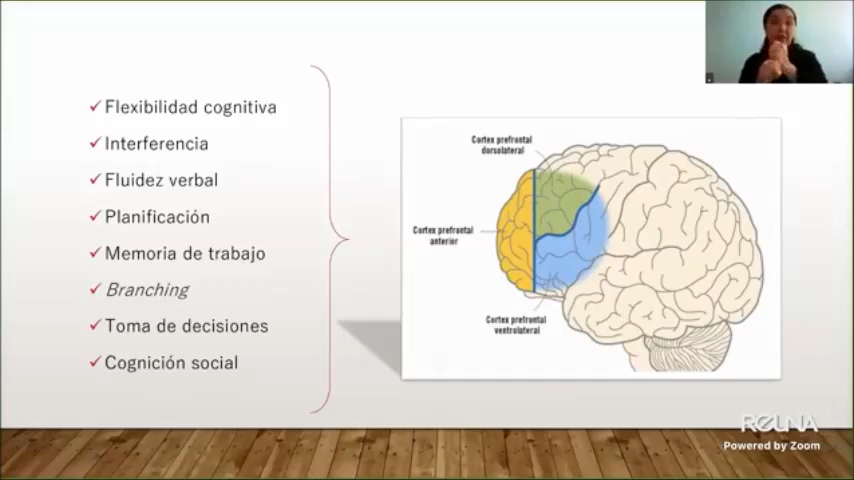 Flexibilidad cognitiva
Interferencia
Fluidez verbal
Planificación
Memoria de trabajo
Branching
Toma de decisiones
Cognición social
Cortex prefrontal
dorsolateral
Cortex prefrontal
anterior
Cortex prefrontal
ventrolateral
RELNA
Powered by Zoom